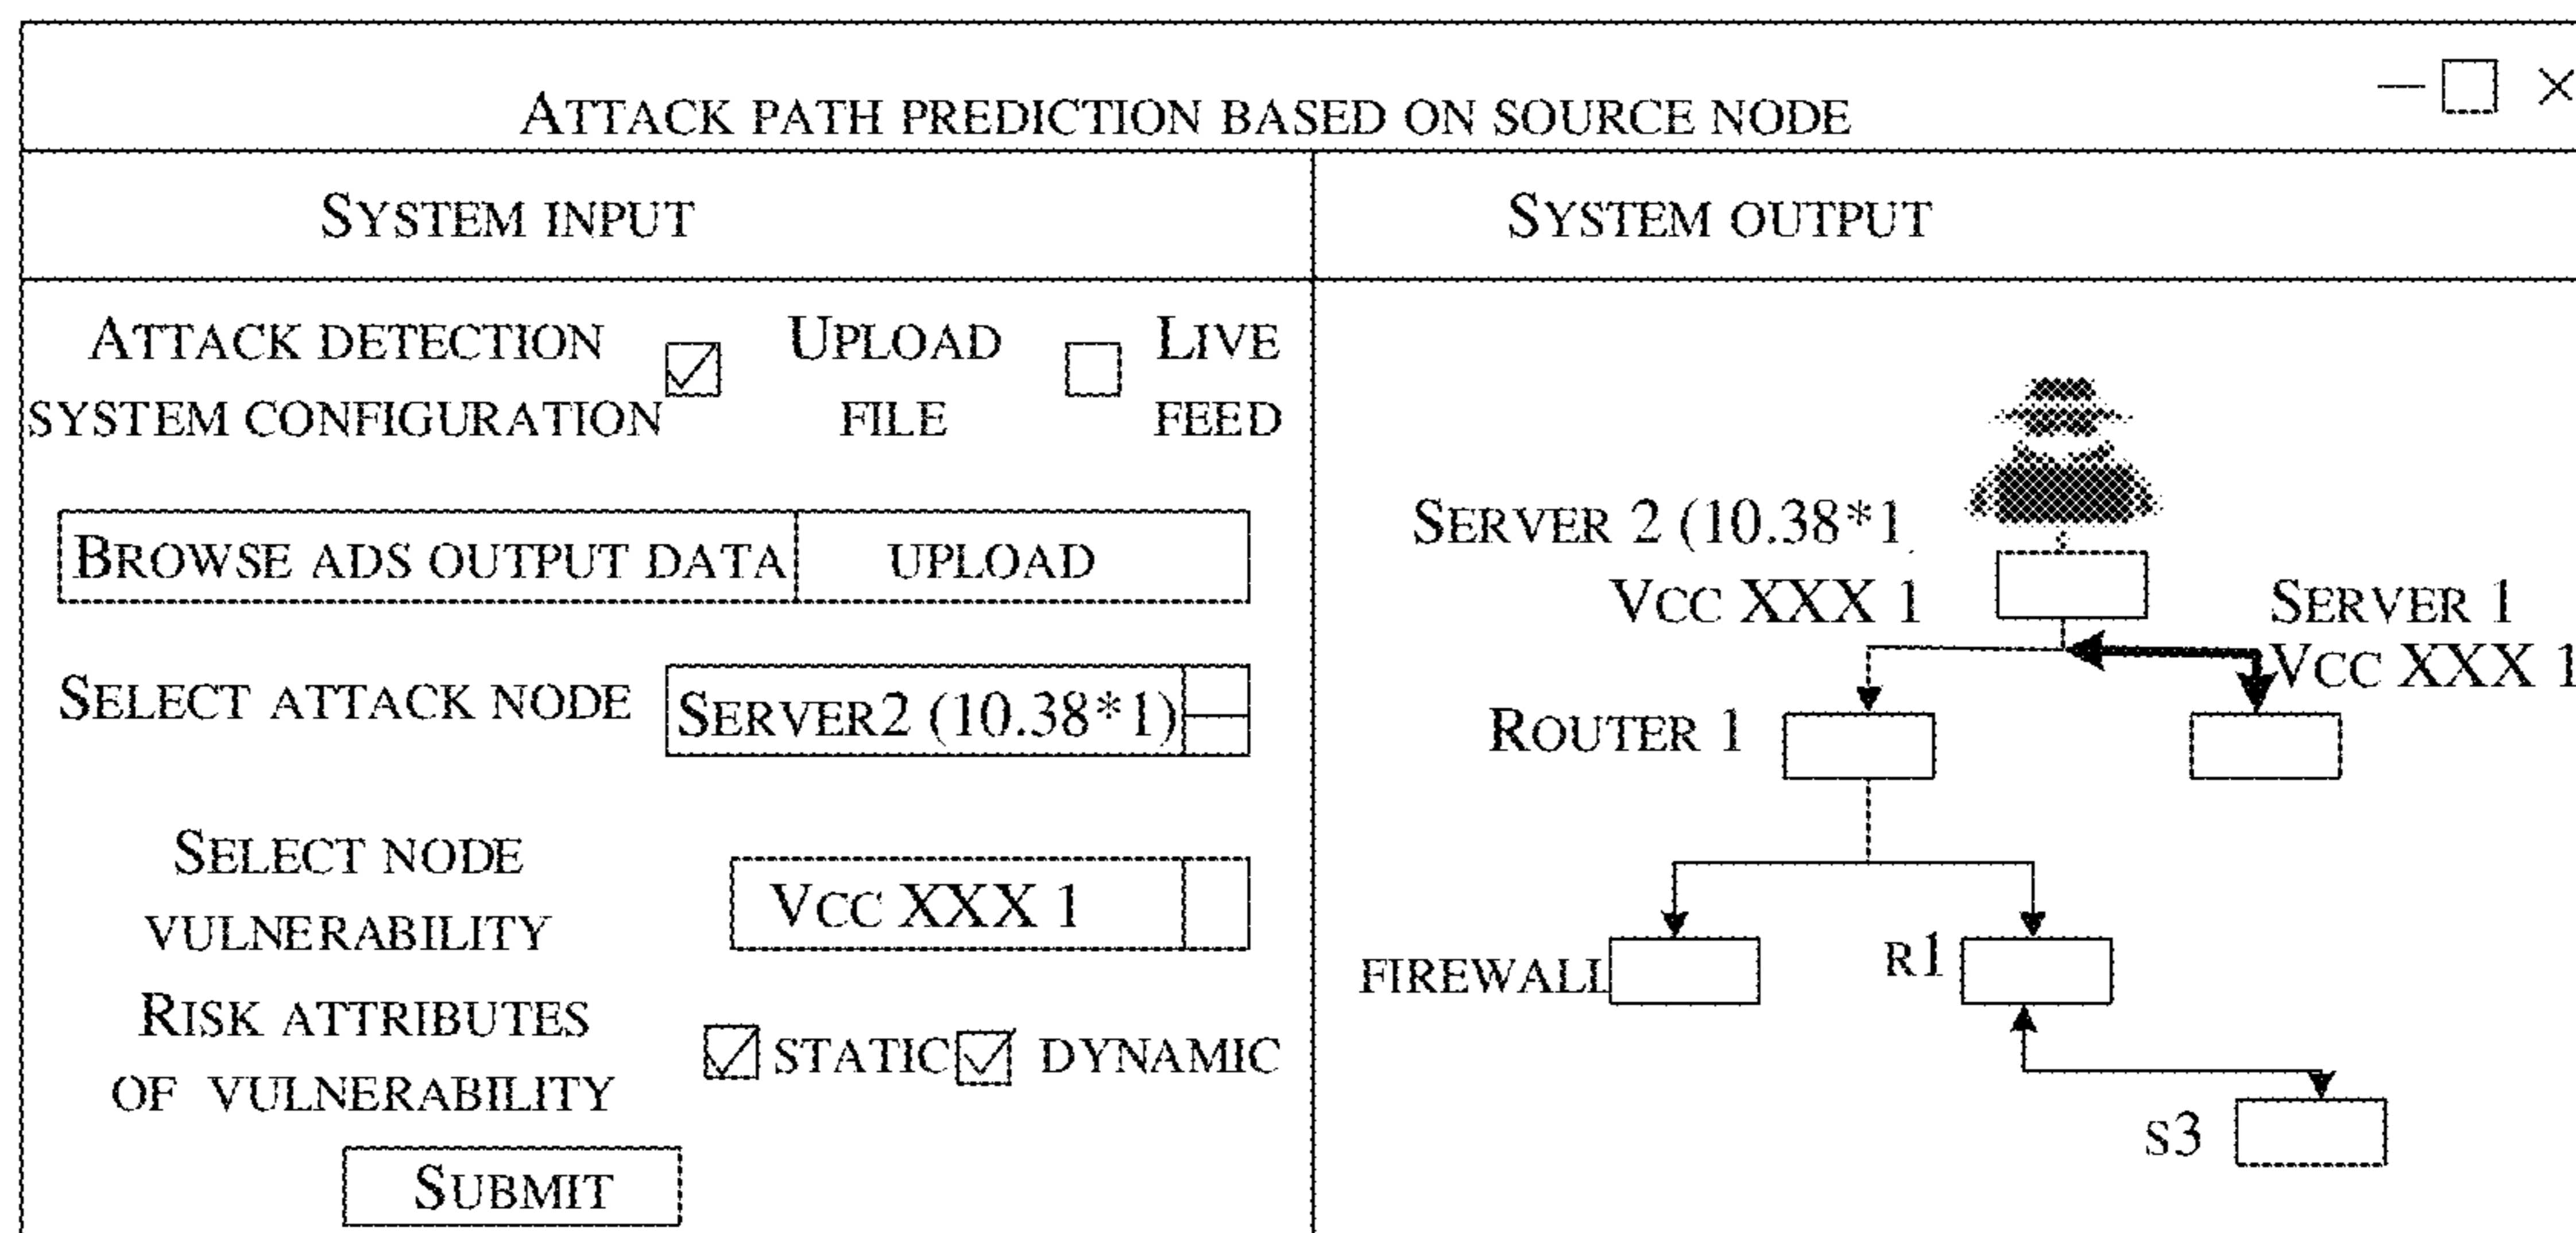 ATTACK PATH PREDICTION BASED ON SOURCE NODE
SYSTEM INPUT
SYSTEM OUTPUT
ATTACK DETECTION
SYSTEM CONFIGURATION
UPLOAD
FILE
LIVE
FEED
BROWSE ADS OUTPUT DATA
UPLOAD
SELECT ATTACK NODE
SERVER2 (10.38*1)
SELECT NODE
VULNERABILITY
VCC XXX 1
RISK ATTRIBUTES
OF VULNERABILITY
STATIC
DYNAMIC
SUBMIT
SERVER 2 (10.38*1
VCC XXX 1
SERVER 1
VCC XXX 1
ROUTER 1
FIREWALL
R1
S3